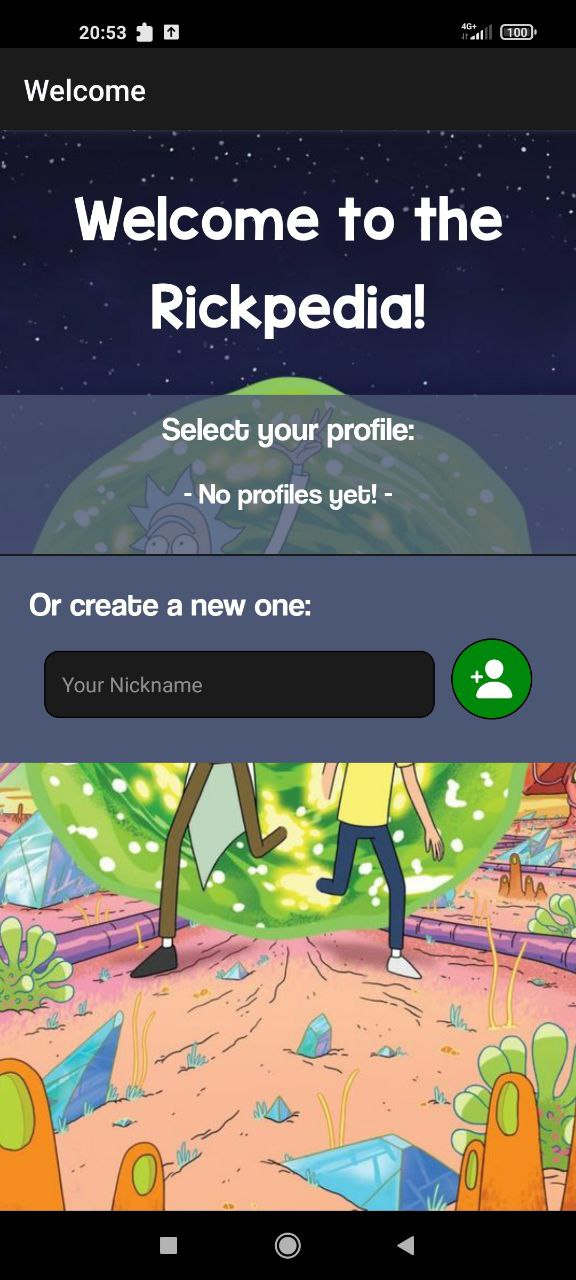 20:53
4G+
100
Welcome
Welcome to the
Rickpedia!
Select your profile:
- No profiles yet! -
Or create a new one:
Your Nickname